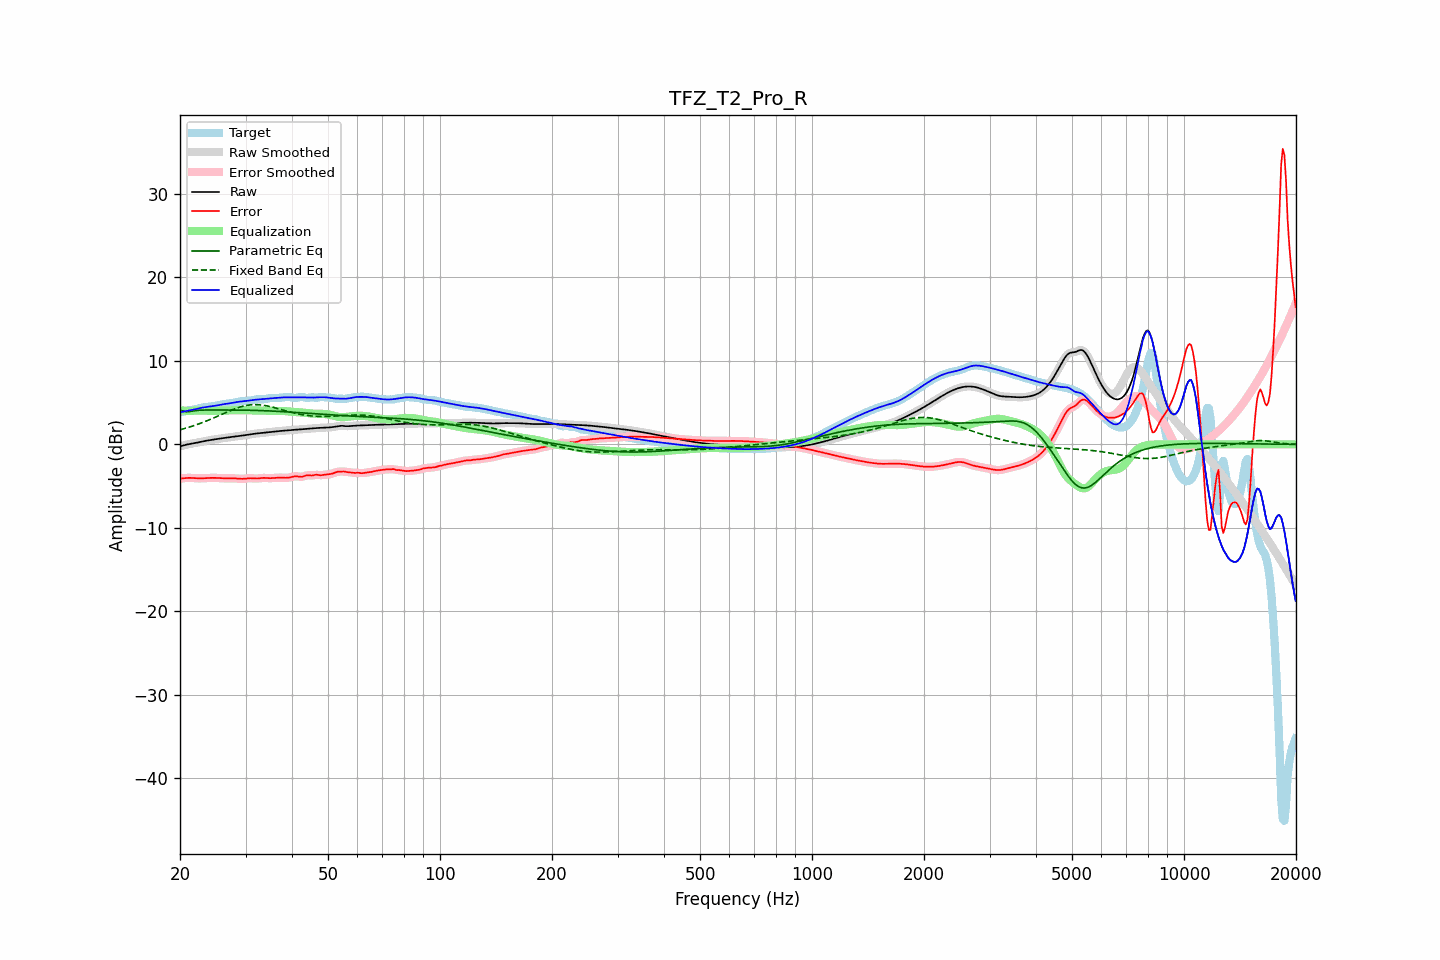 TFZ_T2_Pro_R
Target
Raw Smoothed
Error Smoothed
Raw
Error
Equalization
Parametric Eq
Fixed Band Eq
Equalized
30
20
10
0
−10
−20
−30
−40
Amplitude (dBr)
20 50 100 200 500 1000 2000 5000 10000 20000
Frequency (Hz)